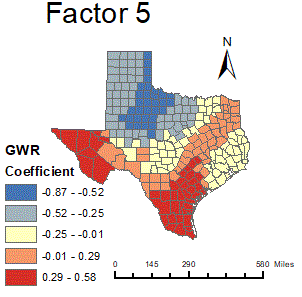 Factor 5
N
GWR
Coefficient
-0.87 - -0.52
-0.52 - -0.25
-0.25 - -0.01
-0.01 - 0.29
0.29 - 0.58
0 145 290 580 Miles